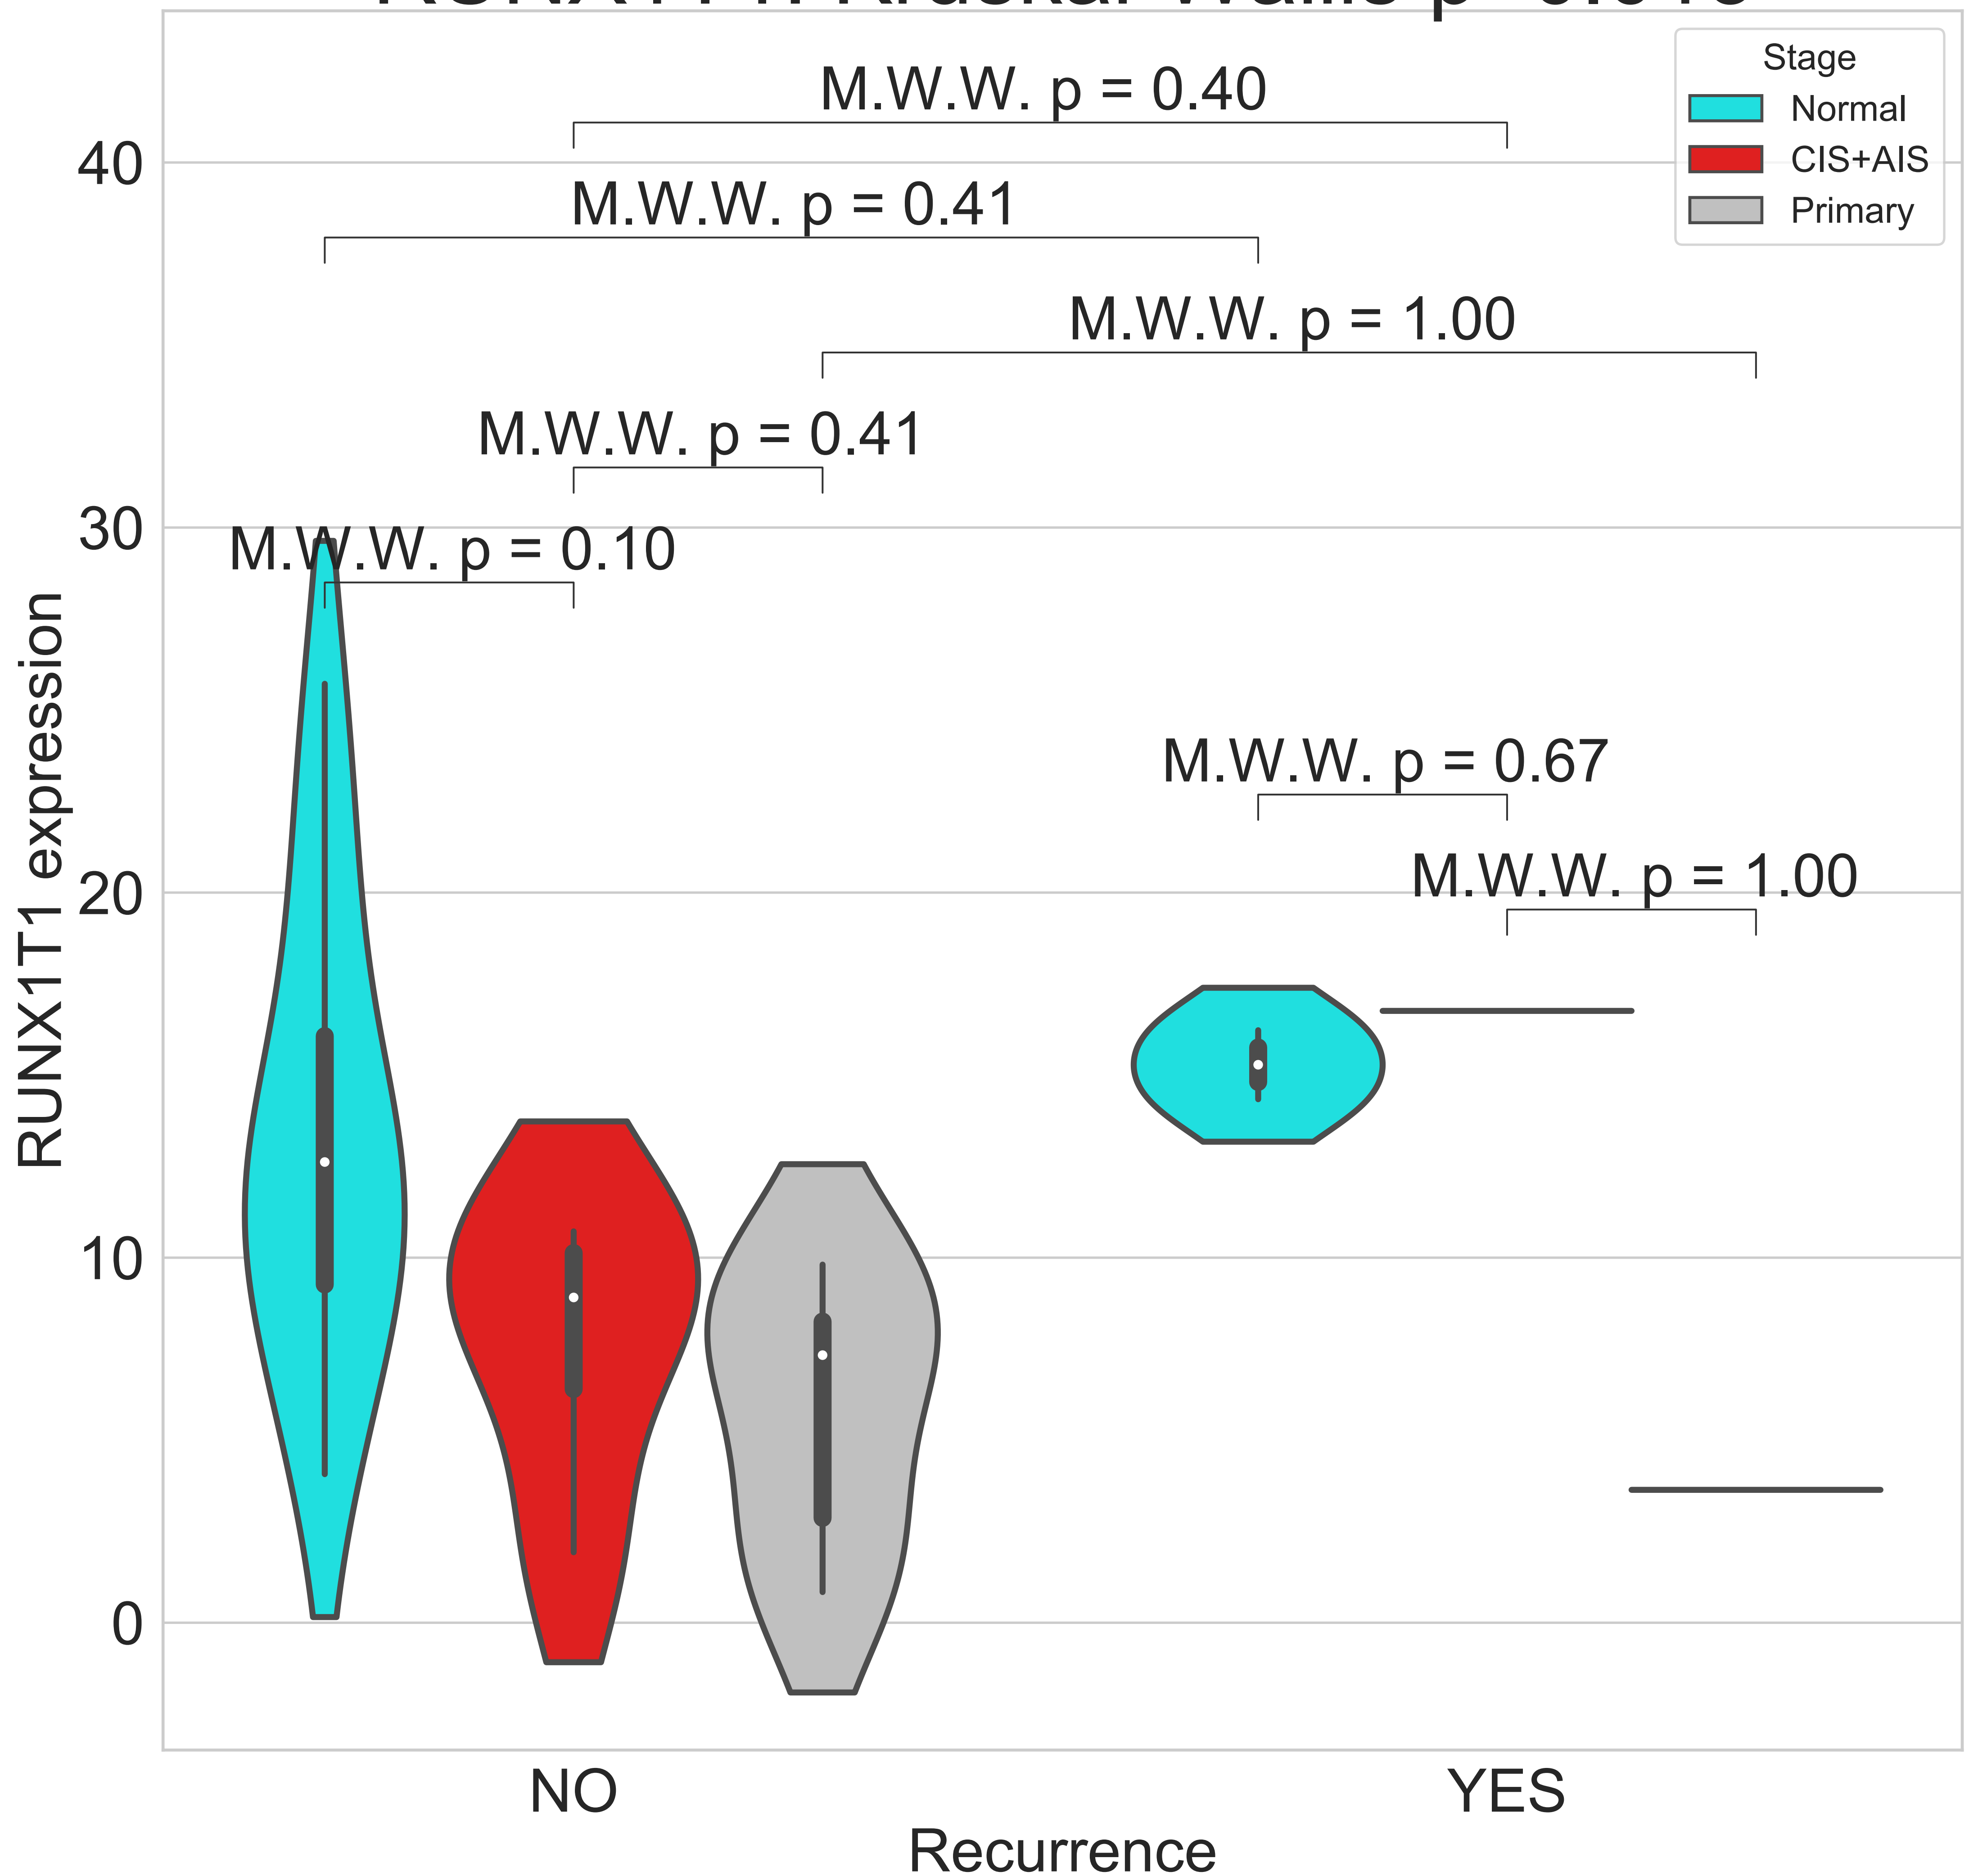 Stage
Normal
CIS+AIS
Primary
M.W.W. p = 0.40
M.W.W. p = 0.41
M.W.W. p = 1.00
M.W.W. p = 0.41
M.W.W. p = 0.10
M.W.W. p = 0.67
M.W.W. p = 1.00
40
30
20
10
0
RUNX1T1 expression
NO
YES
Recurrence